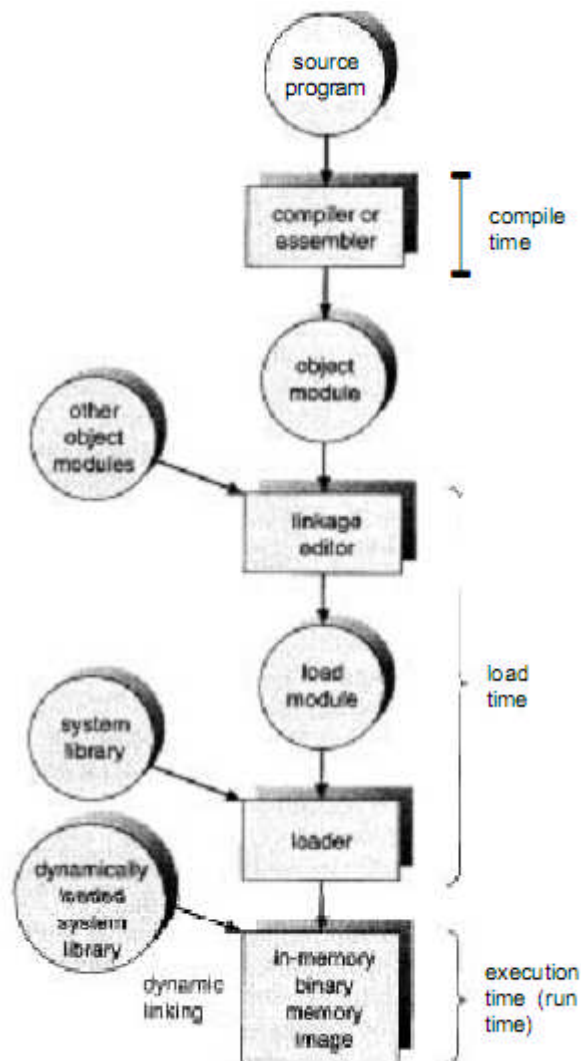 source
program
compiler or
assembler
compile
time
object
module
other
object
modules
linkage
editor
load
module
load
time
system
library
loader
dynamically
loaded
system
library
dynamic
linking
in-memory
binary
memory
image
execution
time (run
time)